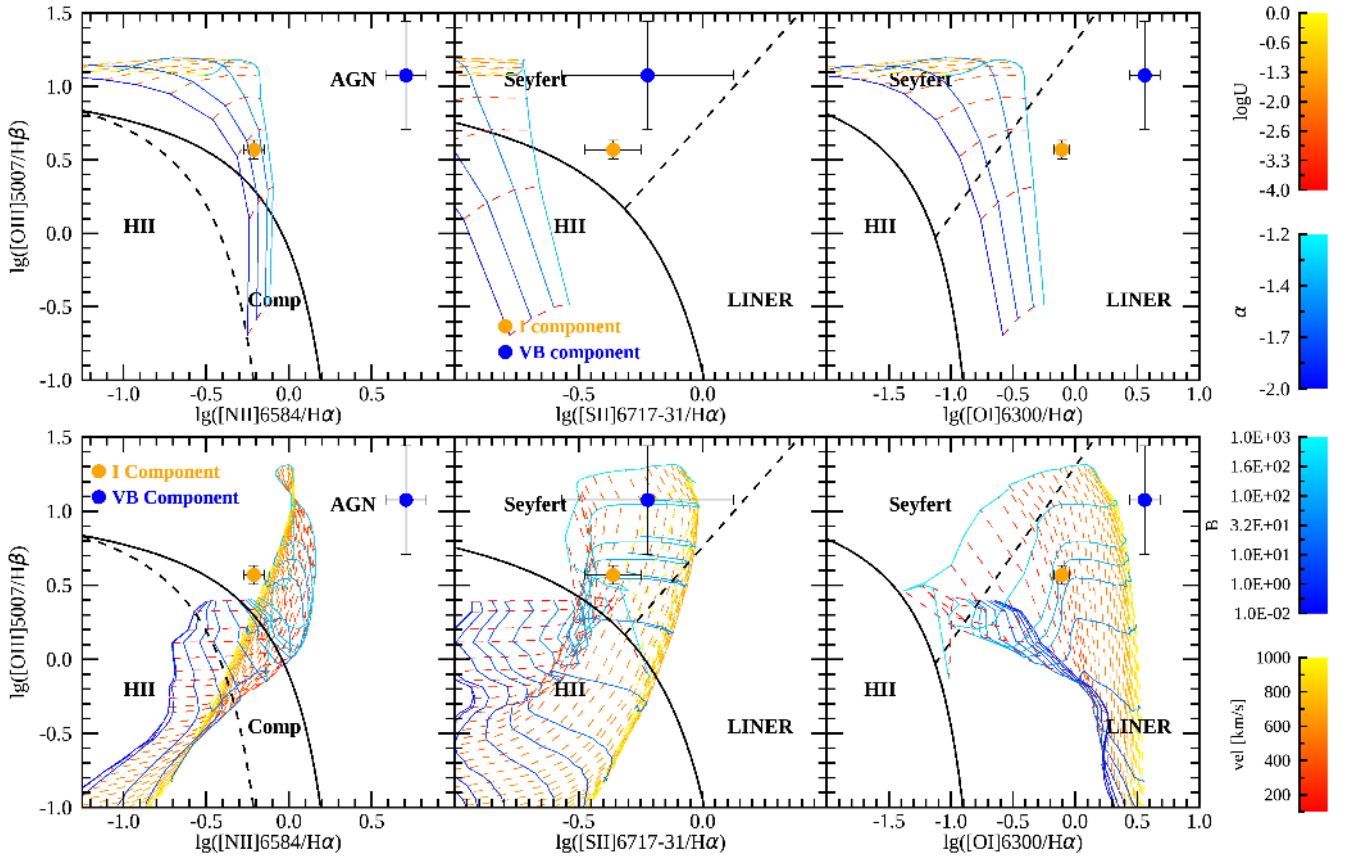 1.5
1.0
0.5
0.0
-0.5
-1.0
lg([OIII]5007/Hβ)
AGN
HII
Comp
-1.0 -0.5 0.0 0.5
lg([NII]6584/Hα)
Seyfert
HII
LINER
I component
VB component
-0.5 0.0
lg([SII]6717-31/Hα)
Seyfert
HII
LINER
-1.5 -1.0 -0.5 0.0 0.5 1.0
lg([OI]6300/Hα)
0.0
-0.6
-1.3
-2.0
-2.6
-3.3
-4.0
logU
-1.2
-1.5
-1.7
-2.0
α
1.5
1.0
0.5
0.0
-0.5
-1.0
lg([OIII]5007/Hβ)
I Component
VB Component
AGN
HII
Comp
-1.0 -0.5 0.0 0.5
lg([NII]6584/Hα)
Seyfert
HII
LINER
-0.5 0.0
lg([SII]6717-31/Hα)
Seyfert
HII
LINER
-1.5 -1.0 -0.5 0.0 0.5 1.0
lg([OI]6300/Hα)
1.0E+03
1.6E+02
1.0E+02
3.2E+01
1.0E+01
1.0E+00
1.0E-02
B
1000
800
600
400
200
vel [km/s]